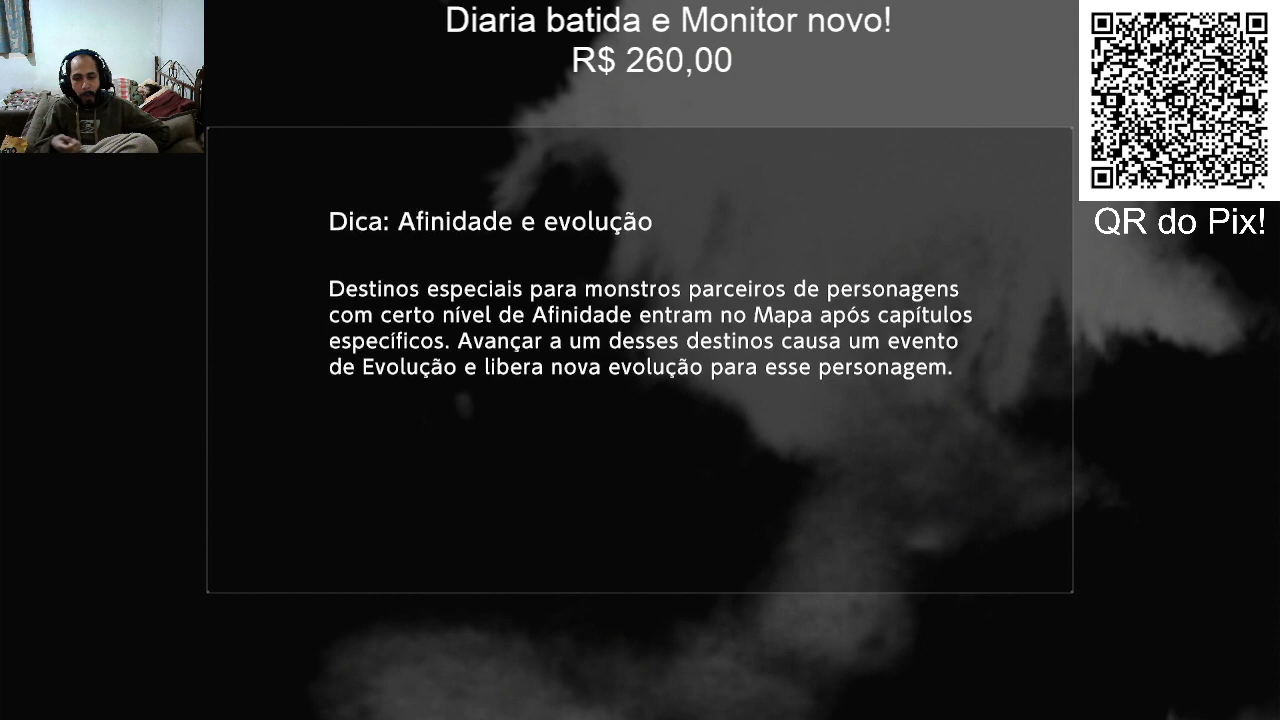 Diaria batida e Monitor novo!
R$ 260,00
QR do Pix!
Dica: Afinidade e evolução
Destinos especiais para monstros parceiros de personagens
com certo nível de Afinidade entram no Mapa após capítulos
específicos. Avançar a um desses destinos causa um evento
de Evolução e libera nova evolução para esse personagem.